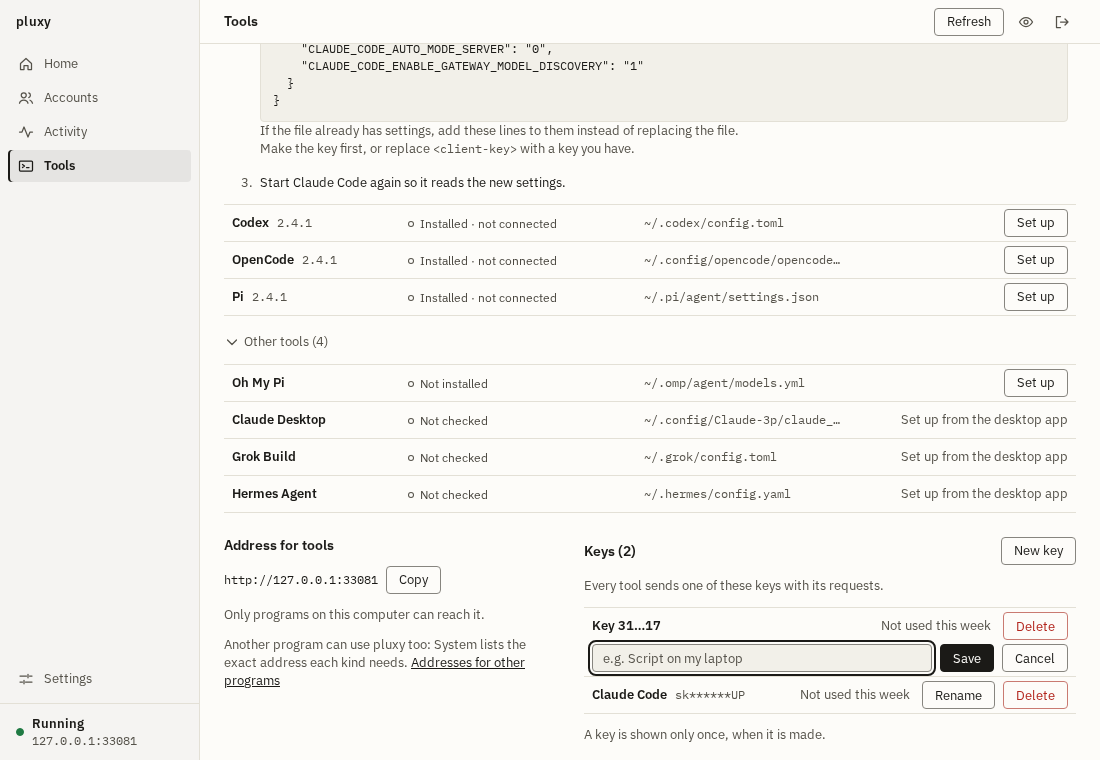 pluxy
Home
Accounts
Activity
Tools
Settings
Running
127.0.0.1:33081
Tools
Refresh
"CLAUDE_CODE_AUTO_MODE_SERVER": "0",
"CLAUDE_CODE_ENABLE_GATEWAY_MODEL_DISCOVERY": "1"
}
}
If the file already has settings, add these lines to them instead of replacing the file.
Make the key first, or replace <client-key> with a key you have.
3. Start Claude Code again so it reads the new settings.
Codex 2.4.1 Installed · not connected ~/.codex/config.toml Set up
OpenCode 2.4.1 Installed · not connected ~/.config/opencode/opencode… Set up
Pi 2.4.1 Installed · not connected ~/.pi/agent/settings.json Set up
Other tools (4)
Oh My Pi Not installed ~/.omp/agent/models.yml Set up
Claude Desktop Not checked ~/.config/Claude-3p/claude_… Set up from the desktop app
Grok Build Not checked ~/.grok/config.toml Set up from the desktop app
Hermes Agent Not checked ~/.hermes/config.yaml Set up from the desktop app
Address for tools
http://127.0.0.1:33081 Copy
Only programs on this computer can reach it.
Another program can use pluxy too: System lists the
exact address each kind needs. Addresses for other
programs
Keys (2) New key
Every tool sends one of these keys with its requests.
Key 31…17 Not used this week Delete
e.g. Script on my laptop Save Cancel
Claude Code sk******UP Not used this week Rename Delete
A key is shown only once, when it is made.